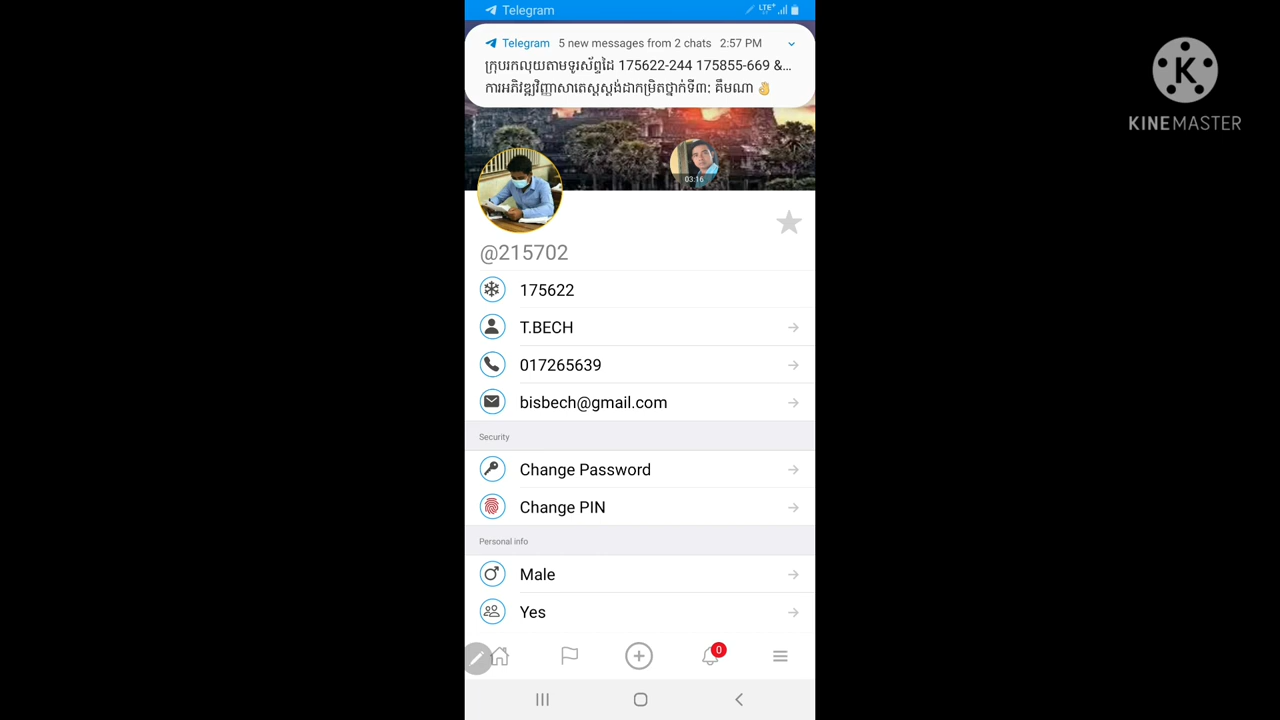 Telegram
LTE+
Telegram 5 new messages from 2 chats 2:57 PM
ក្រុបរកលុយតាមទូរស័ព្ទដៃ 175622-244 175855-669 &...
ការអភិវឌ្ឍវិញ្ញាសាតេស្តស្តង់ដាកម្រិតថ្នាក់ទី៣: គឹមណា 👌
03:16
@215702
175622
T.BECH
017265639
bisbech@gmail.com
Security
Change Password
Change PIN
Personal info
Male
Yes
0
K
KINEMASTER